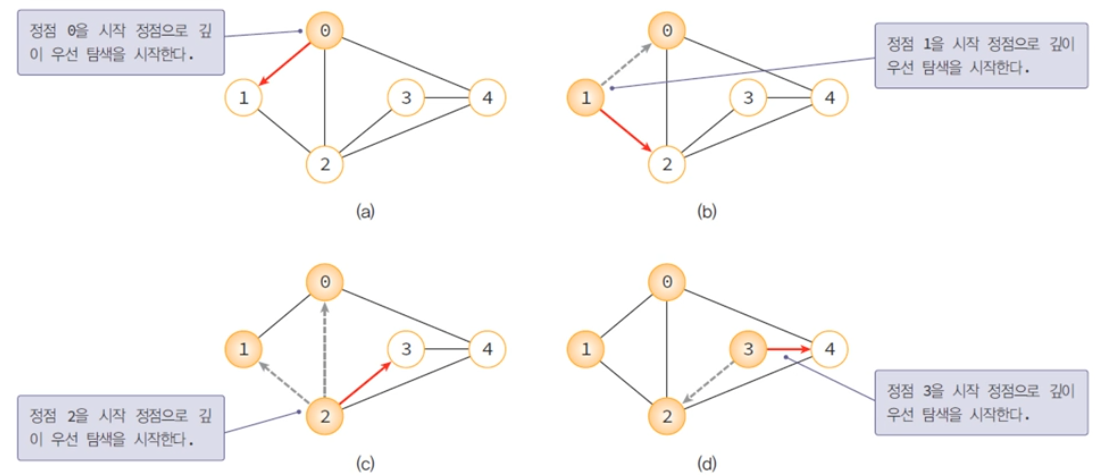 정점 0을 시작 정점으로 깊
이 우선 탐색을 시작한다.
0
1
3
4
2
(a)
정점 1을 시작 정점으로 깊이
우선 탐색을 시작한다.
0
1
3
4
2
(b)
정점 2을 시작 정점으로 깊
이 우선 탐색을 시작한다.
0
1
3
4
2
(c)
정점 3을 시작 정점으로 깊이
우선 탐색을 시작한다.
0
1
3
4
2
(d)